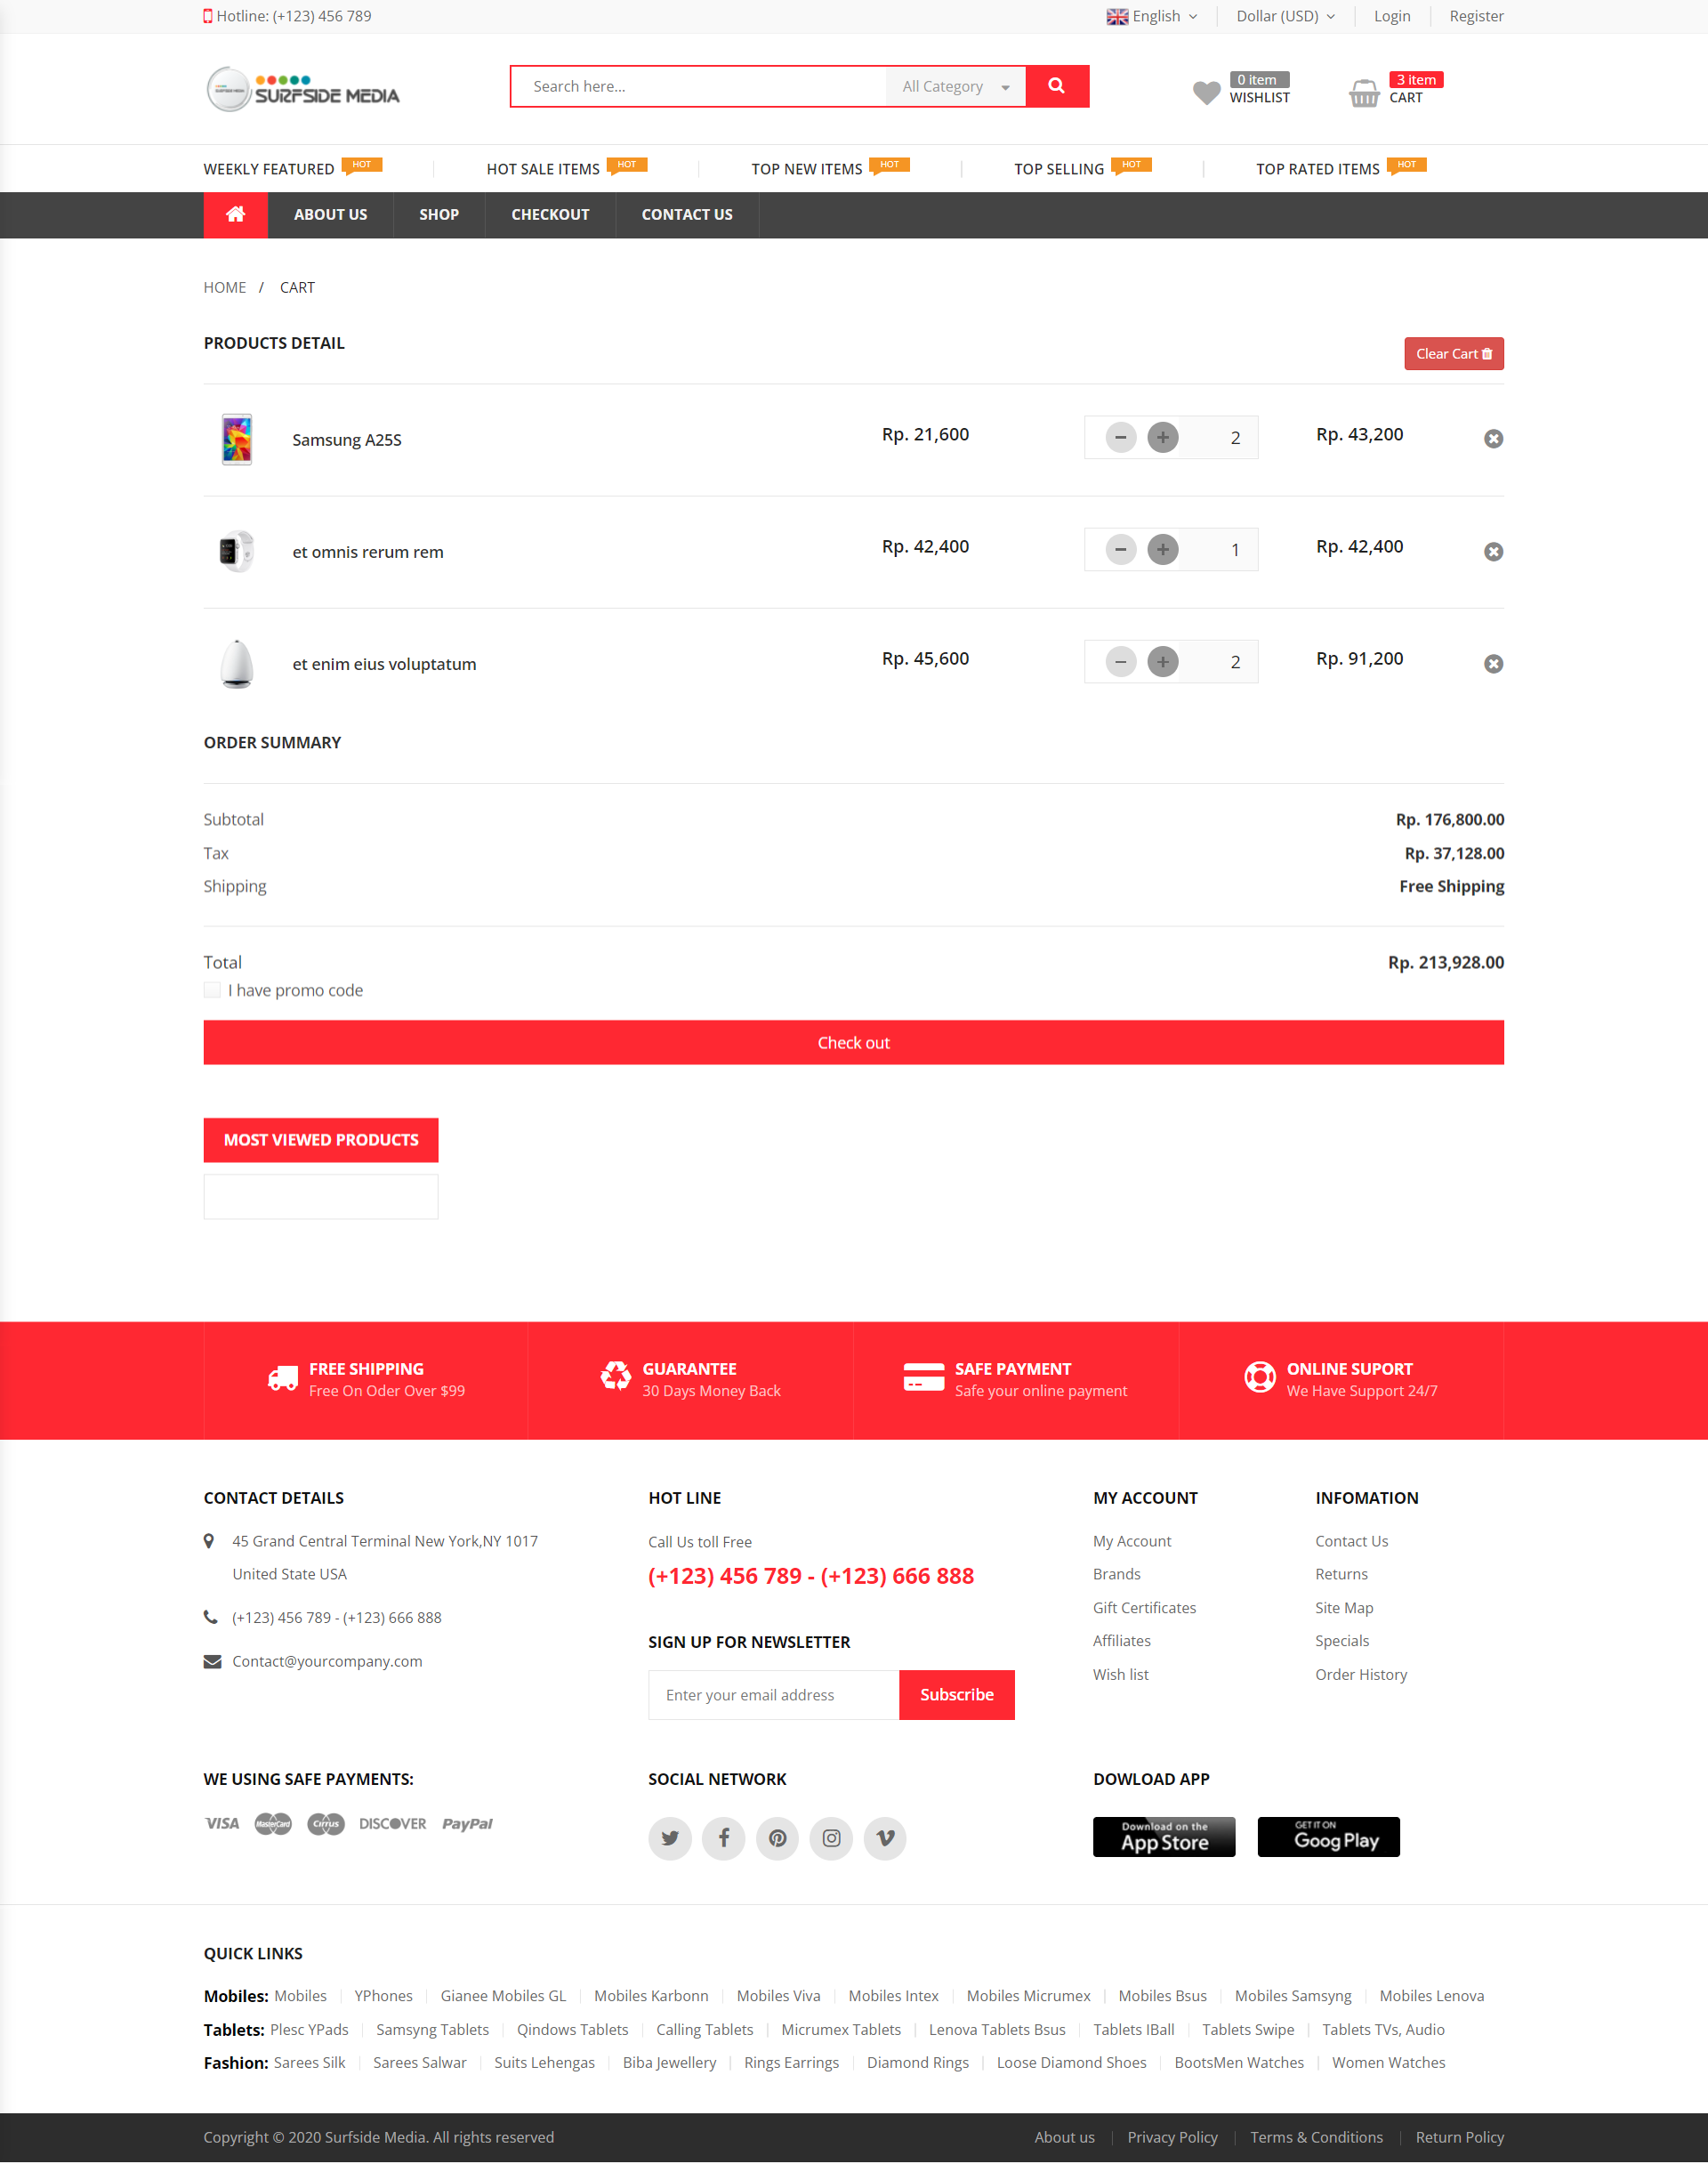 Hotline: (+123) 456 789
English
Dollar (USD)
Login
Register
SURFSIDE MEDIA
Search here...
All Category
0 item
WISHLIST
3 item
CART
WEEKLY FEATURED HOT
HOT SALE ITEMS HOT
TOP NEW ITEMS HOT
TOP SELLING HOT
TOP RATED ITEMS HOT
ABOUT US
SHOP
CHECKOUT
CONTACT US
HOME / CART
PRODUCTS DETAIL
Clear Cart
Samsung A25S
Rp. 21,600
2
Rp. 43,200
et omnis rerum rem
Rp. 42,400
1
Rp. 42,400
et enim eius voluptatum
Rp. 45,600
2
Rp. 91,200
ORDER SUMMARY
Subtotal Rp. 176,800.00
Tax Rp. 37,128.00
Shipping Free Shipping
Total Rp. 213,928.00
I have promo code
Check out
MOST VIEWED PRODUCTS
FREE SHIPPING
Free On Oder Over $99
GUARANTEE
30 Days Money Back
SAFE PAYMENT
Safe your online payment
ONLINE SUPORT
We Have Support 24/7
CONTACT DETAILS
45 Grand Central Terminal New York,NY 1017
United State USA
(+123) 456 789 - (+123) 666 888
Contact@yourcompany.com
HOT LINE
Call Us toll Free
(+123) 456 789 - (+123) 666 888
SIGN UP FOR NEWSLETTER
Enter your email address
Subscribe
MY ACCOUNT
My Account
Brands
Gift Certificates
Affiliates
Wish list
INFOMATION
Contact Us
Returns
Site Map
Specials
Order History
WE USING SAFE PAYMENTS:
VISA MasterCard Cirrus DISCOVER PayPal
SOCIAL NETWORK
DOWLOAD APP
Download on the
App Store
GET IT ON
Goog Play
QUICK LINKS
Mobiles: Mobiles YPhones Gianee Mobiles GL Mobiles Karbonn Mobiles Viva Mobiles Intex Mobiles Micrumex Mobiles Bsus Mobiles Samsyng Mobiles Lenova
Tablets: Plesc YPads Samsyng Tablets Qindows Tablets Calling Tablets Micrumex Tablets Lenova Tablets Bsus Tablets IBall Tablets Swipe Tablets TVs, Audio
Fashion: Sarees Silk Sarees Salwar Suits Lehengas Biba Jewellery Rings Earrings Diamond Rings Loose Diamond Shoes BootsMen Watches Women Watches
Copyright © 2020 Surfside Media. All rights reserved
About us
Privacy Policy
Terms & Conditions
Return Policy